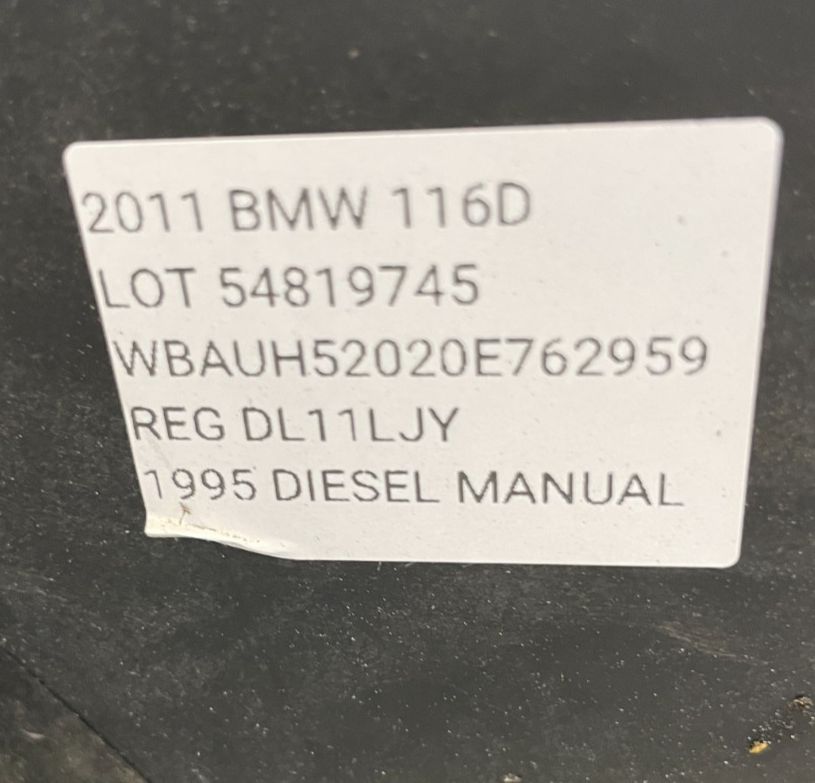 2011 BMW 116D
LOT 54819745
WBAUH52020E762959
REG DL11LJY
1995 DIESEL MANUAL